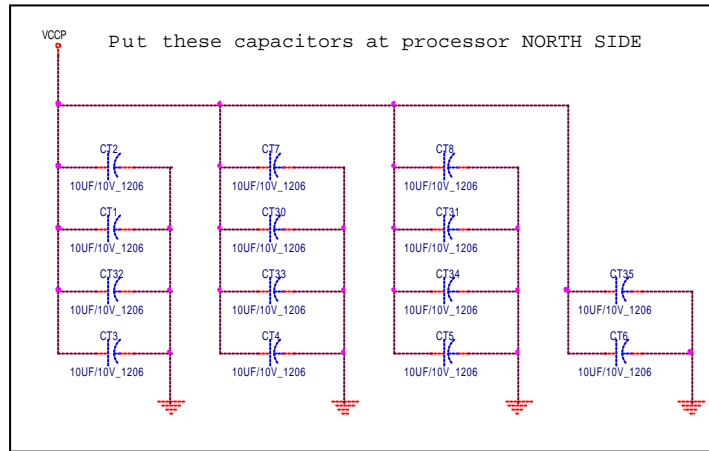 VCCP
Put these capacitors at processor NORTH SIDE
CT2 CT7 CT8
10UF/10V_1206 10UF/10V_1206 10UF/10V_1206
CT1 CT30 CT31
10UF/10V_1206 10UF/10V_1206 10UF/10V_1206
CT32 CT33 CT34 CT35
10UF/10V_1206 10UF/10V_1206 10UF/10V_1206 10UF/10V_1206
CT3 CT4 CT5 CT6
10UF/10V_1206 10UF/10V_1206 10UF/10V_1206 10UF/10V_1206